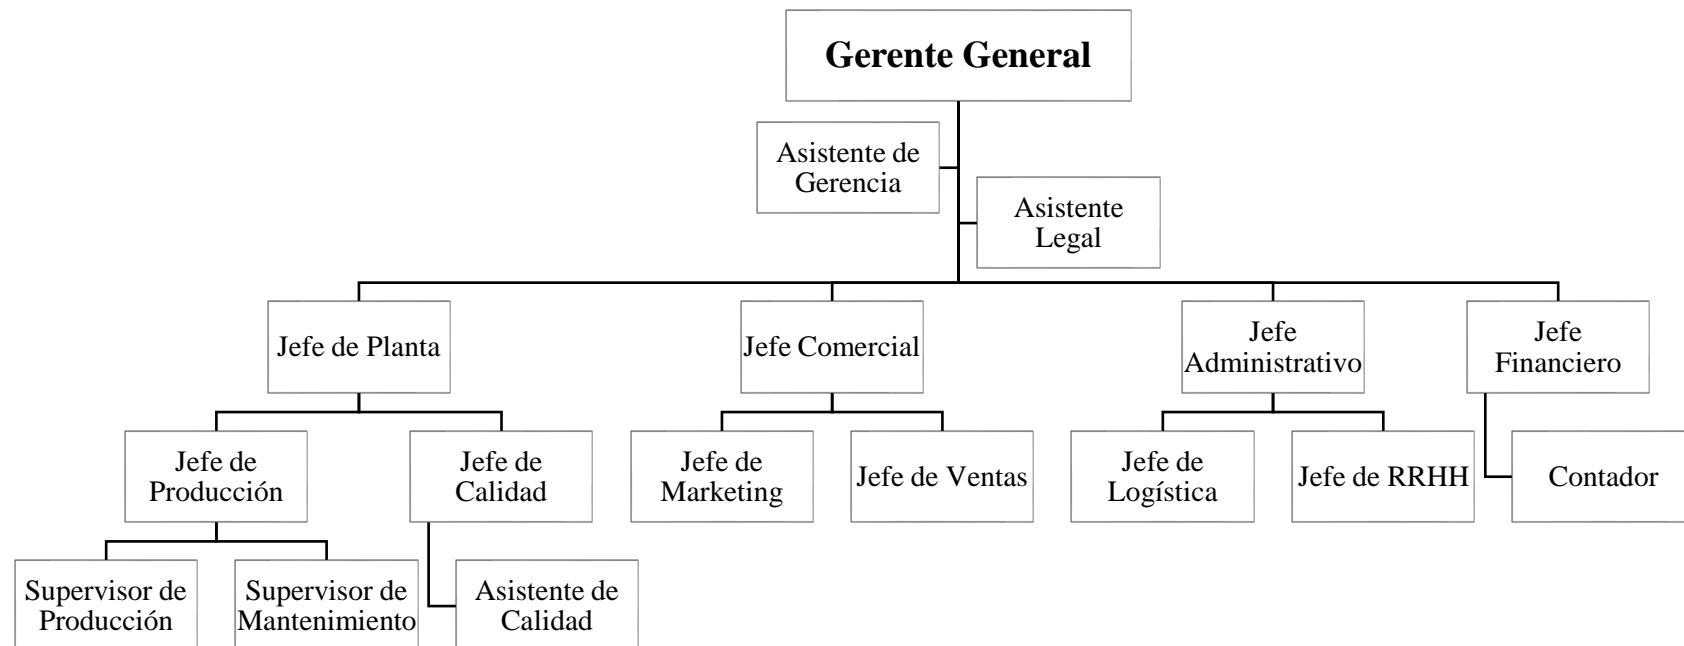 Gerente General
Asistente de
Gerencia
Asistente
Legal
Jefe de Planta
Jefe Comercial
Jefe
Administrativo
Jefe
Financiero
Jefe de
Producción
Jefe de
Calidad
Jefe de
Marketing
Jefe de Ventas
Jefe de
Logística
Jefe de RRHH
Contador
Supervisor de
Producción
Supervisor de
Mantenimiento
Asistente de
Calidad